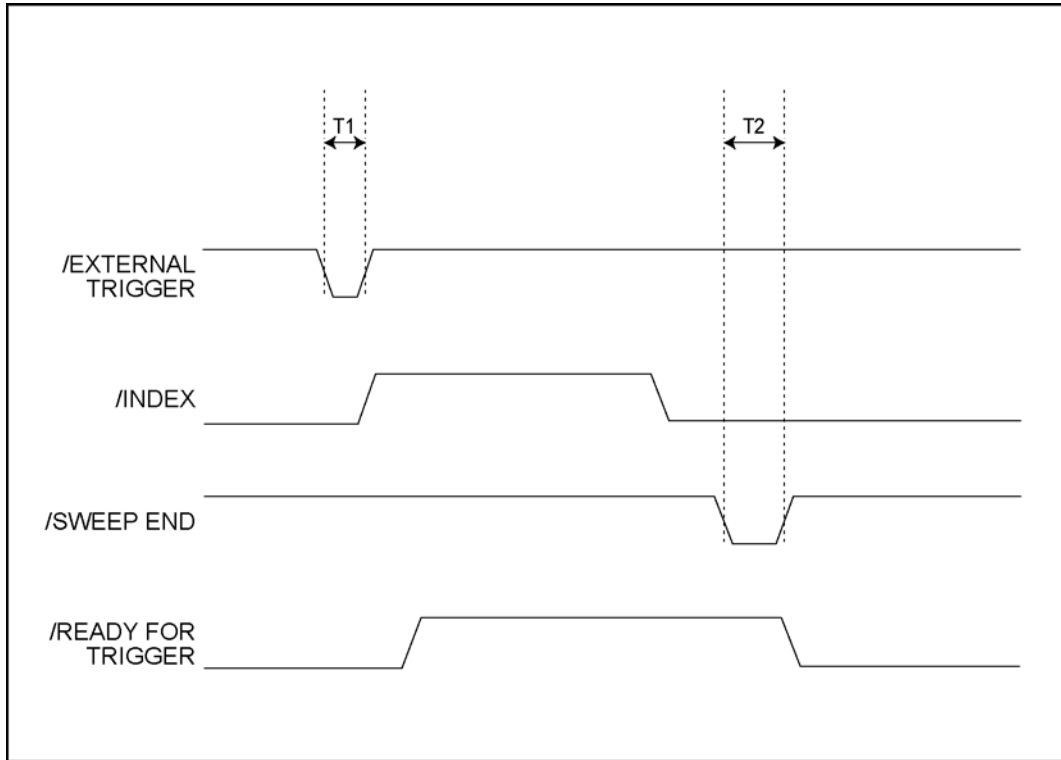 T1
T2
/EXTERNAL
TRIGGER
/INDEX
/SWEEP END
/READY FOR
TRIGGER